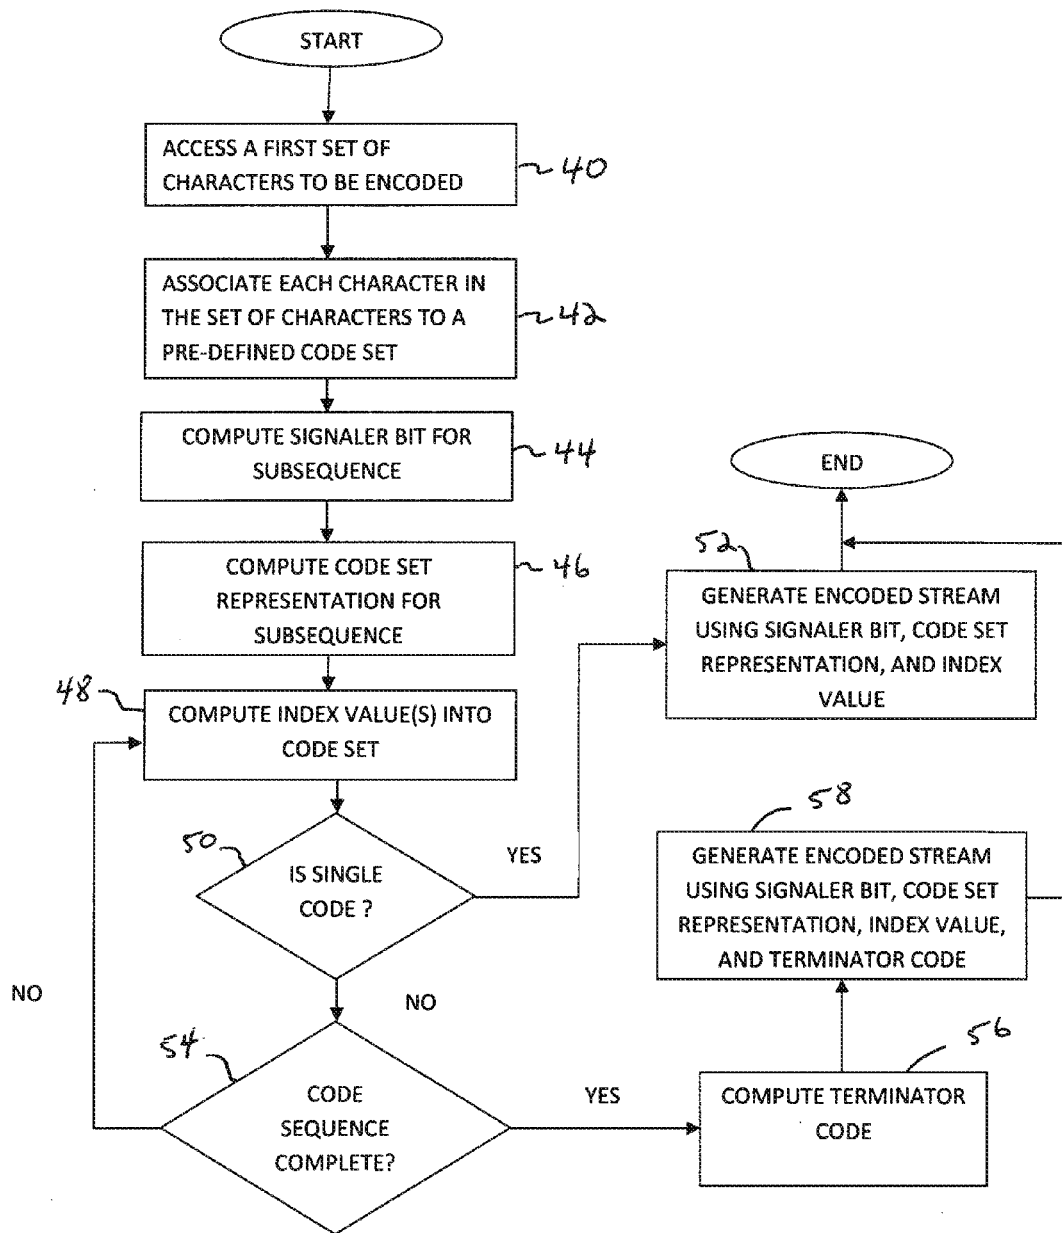 START
ACCESS A FIRST SET OF
CHARACTERS TO BE ENCODED
40
ASSOCIATE EACH CHARACTER IN
THE SET OF CHARACTERS TO A
PRE-DEFINED CODE SET
42
COMPUTE SIGNALER BIT FOR
SUBSEQUENCE
44
COMPUTE CODE SET
REPRESENTATION FOR
SUBSEQUENCE
46
48
COMPUTE INDEX VALUE(S) INTO
CODE SET
50
IS SINGLE
CODE ?
YES
NO
NO
54
CODE
SEQUENCE
COMPLETE?
YES
END
52
GENERATE ENCODED STREAM
USING SIGNALER BIT, CODE SET
REPRESENTATION, AND INDEX
VALUE
58
GENERATE ENCODED STREAM
USING SIGNALER BIT, CODE SET
REPRESENTATION, INDEX VALUE,
AND TERMINATOR CODE
56
COMPUTE TERMINATOR
CODE